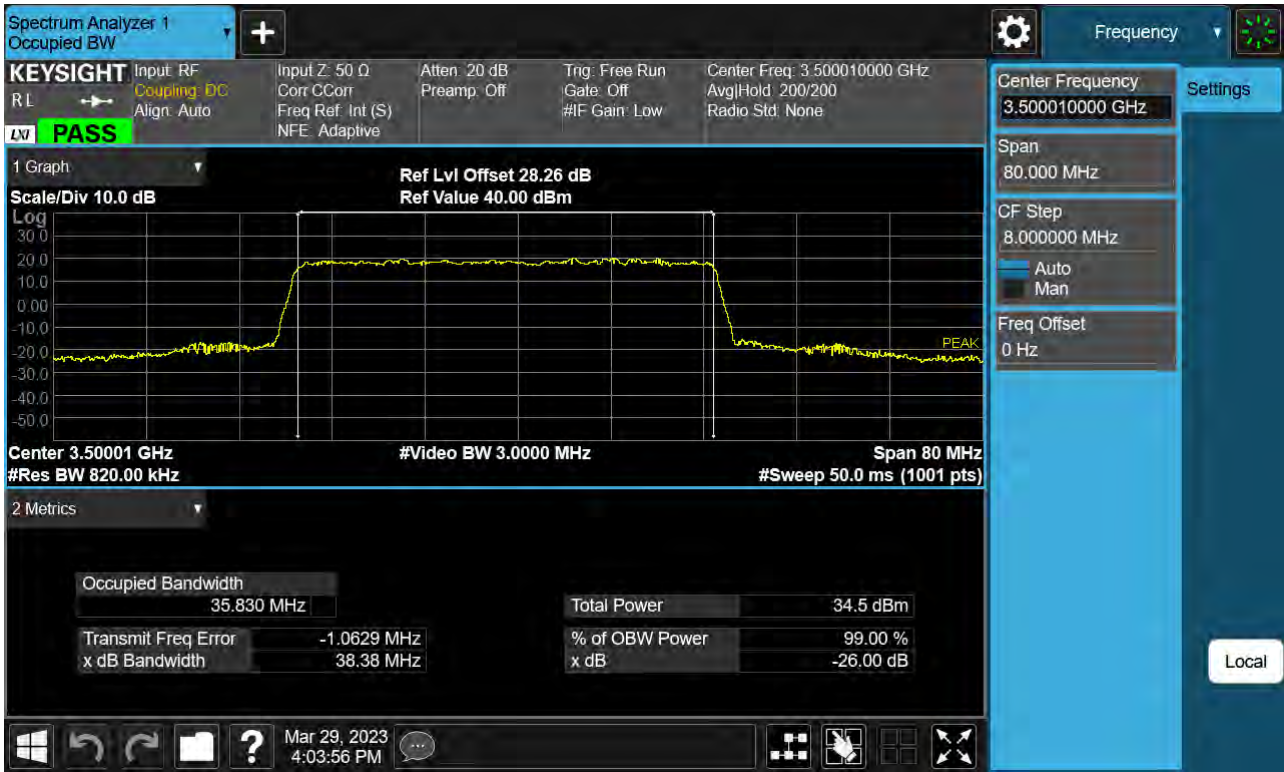 Spectrum Analyzer 1
Occupied BW
+
Frequency
KEYSIGHT
RL
LXI PASS
Input: RF
Coupling: DC
Align: Auto
Input Z: 50 Ω
Corr CCorr
Freq Ref: Int (S)
NFE: Adaptive
Atten: 20 dB
Preamp: Off
Trig: Free Run
Gate: Off
#IF Gain: Low
Center Freq: 3.500010000 GHz
Avg|Hold: 200/200
Radio Std: None
Center Frequency
3.500010000 GHz
Settings
Span
80.000 MHz
CF Step
8.000000 MHz
Auto
Man
Freq Offset
0 Hz
Local
1 Graph
Scale/Div 10.0 dB
Ref Lvl Offset 28.26 dB
Ref Value 40.00 dBm
Log
30.0
20.0
10.0
0.00
-10.0
-20.0
-30.0
-40.0
-50.0
PEAK
Center 3.50001 GHz
#Video BW 3.0000 MHz
Span 80 MHz
#Res BW 820.00 kHz
#Sweep 50.0 ms (1001 pts)
2 Metrics
Occupied Bandwidth
35.830 MHz
Total Power 34.5 dBm
Transmit Freq Error -1.0629 MHz
% of OBW Power 99.00 %
x dB Bandwidth 38.38 MHz
x dB -26.00 dB
?
Mar 29, 2023
4:03:56 PM